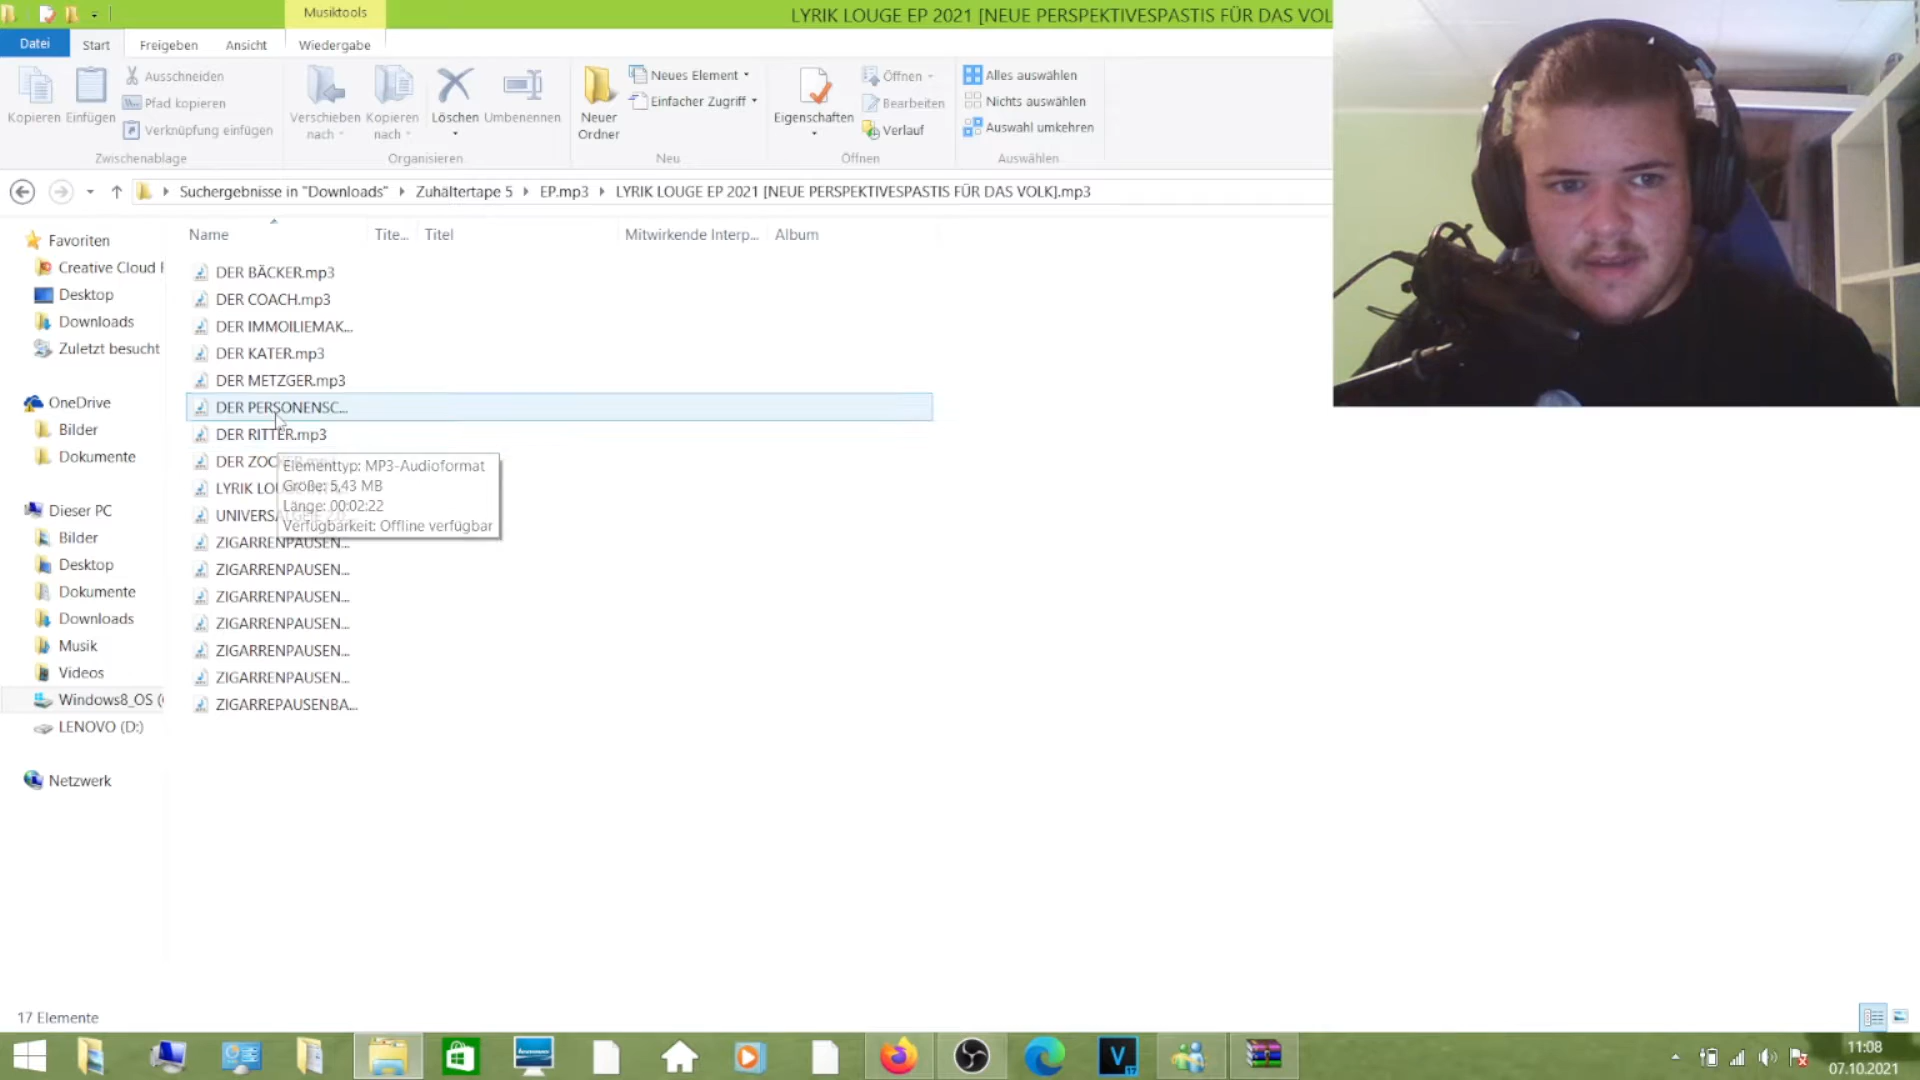 Musiktools
LYRIK LOUGE EP 2021 [NEUE PERSPEKTIVESPASTIS FÜR DAS VOL
Datei
Start
Freigeben
Ansicht
Wiedergabe
Kopieren
Einfügen
Ausschneiden
Pfad kopieren
Verknüpfung einfügen
Zwischenablage
Verschieben nach
Kopieren nach
Löschen
Umbenennen
Organisieren
Neuer Ordner
Neues Element
Einfacher Zugriff
Neu
Eigenschaften
Öffnen
Bearbeiten
Verlauf
Öffnen
Alles auswählen
Nichts auswählen
Auswahl umkehren
Auswählen
Suchergebnisse in "Downloads"
Zuhältertape 5
EP.mp3
LYRIK LOUGE EP 2021 [NEUE PERSPEKTIVESPASTIS FÜR DAS VOLK].mp3
Name
Tite...
Titel
Mitwirkende Interp...
Album
Favoriten
Creative Cloud F
Desktop
Downloads
Zuletzt besucht
OneDrive
Bilder
Dokumente
Dieser PC
Bilder
Desktop
Dokumente
Downloads
Musik
Videos
Windows8_OS (
LENOVO (D:)
Netzwerk
DER BÄCKER.mp3
DER COACH.mp3
DER IMMOILIEMAK...
DER KATER.mp3
DER METZGER.mp3
DER PERSONENSC...
DER RITTER.mp3
DER ZOC
LYRIK LO
UNIVERSA
ZIGARRENPAUSEN...
ZIGARRENPAUSEN...
ZIGARRENPAUSEN...
ZIGARRENPAUSEN...
ZIGARRENPAUSEN...
ZIGARRENPAUSEN...
ZIGARREPAUSENBA...
Elementtyp: MP3-Audioformat
Größe: 5,43 MB
Länge: 00:02:22
Verfügbarkeit: Offline verfügbar
17 Elemente
V
17
11:08
07.10.2021